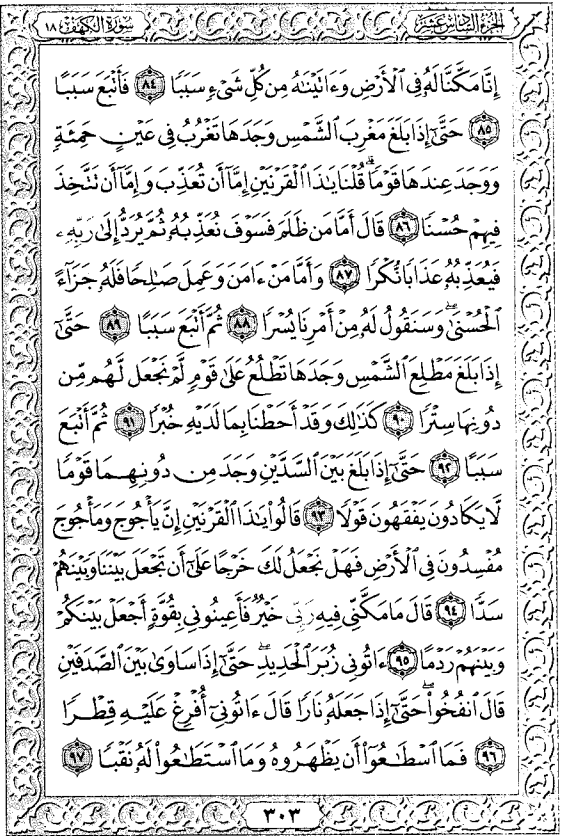 الجزء السادس عشر
سورة الكهف ١٨
إِنَّا مَكَّنَّا لَهُۥ فِى ٱلْأَرْضِ وَءَاتَيْنَٰهُ مِن كُلِّ شَىْءٍ سَبَبًا ٨٤ فَأَتْبَعَ سَبَبًا
٨٥ حَتَّىٰٓ إِذَا بَلَغَ مَغْرِبَ ٱلشَّمْسِ وَجَدَهَا تَغْرُبُ فِى عَيْنٍ حَمِئَةٍ
وَوَجَدَ عِندَهَا قَوْمًا ۗ قُلْنَا يَٰذَا ٱلْقَرْنَيْنِ إِمَّآ أَن تُعَذِّبَ وَإِمَّآ أَن تَتَّخِذَ
فِيهِمْ حُسْنًا ٨٦ قَالَ أَمَّا مَن ظَلَمَ فَسَوْفَ نُعَذِّبُهُۥ ثُمَّ يُرَدُّ إِلَىٰ رَبِّهِۦ
فَيُعَذِّبُهُۥ عَذَابًا نُّكْرًا ٨٧ وَأَمَّا مَنْ ءَامَنَ وَعَمِلَ صَٰلِحًا فَلَهُۥ جَزَآءً
ٱلْحُسْنَىٰ ۖ وَسَنَقُولُ لَهُۥ مِنْ أَمْرِنَا يُسْرًا ٨٨ ثُمَّ أَتْبَعَ سَبَبًا ٨٩ حَتَّىٰٓ
إِذَا بَلَغَ مَطْلِعَ ٱلشَّمْسِ وَجَدَهَا تَطْلُعُ عَلَىٰ قَوْمٍ لَّمْ نَجْعَل لَّهُم مِّن
دُونِهَا سِتْرًا ٩٠ كَذَٰلِكَ وَقَدْ أَحَطْنَا بِمَا لَدَيْهِ خُبْرًا ٩١ ثُمَّ أَتْبَعَ
سَبَبًا ٩٢ حَتَّىٰٓ إِذَا بَلَغَ بَيْنَ ٱلسَّدَّيْنِ وَجَدَ مِن دُونِهِمَا قَوْمًا
لَّا يَكَادُونَ يَفْقَهُونَ قَوْلًا ٩٣ قَالُوا۟ يَٰذَا ٱلْقَرْنَيْنِ إِنَّ يَأْجُوجَ وَمَأْجُوجَ
مُفْسِدُونَ فِى ٱلْأَرْضِ فَهَلْ نَجْعَلُ لَكَ خَرْجًا عَلَىٰٓ أَن تَجْعَلَ بَيْنَنَا وَبَيْنَهُمْ
سَدًّا ٩٤ قَالَ مَا مَكَّنِّى فِيهِ رَبِّى خَيْرٌ فَأَعِينُونِى بِقُوَّةٍ أَجْعَلْ بَيْنَكُمْ
وَبَيْنَهُمْ رَدْمًا ٩٥ ءَاتُونِى زُبَرَ ٱلْحَدِيدِ ۖ حَتَّىٰٓ إِذَا سَاوَىٰ بَيْنَ ٱلصَّدَفَيْنِ
قَالَ ٱنفُخُوا۟ ۖ حَتَّىٰٓ إِذَا جَعَلَهُۥ نَارًا قَالَ ءَاتُونِىٓ أُفْرِغْ عَلَيْهِ قِطْرًا
٩٦ فَمَا ٱسْطَٰعُوٓا۟ أَن يَظْهَرُوهُ وَمَا ٱسْتَطَٰعُوا۟ لَهُۥ نَقْبًا ٩٧
٣٠٣